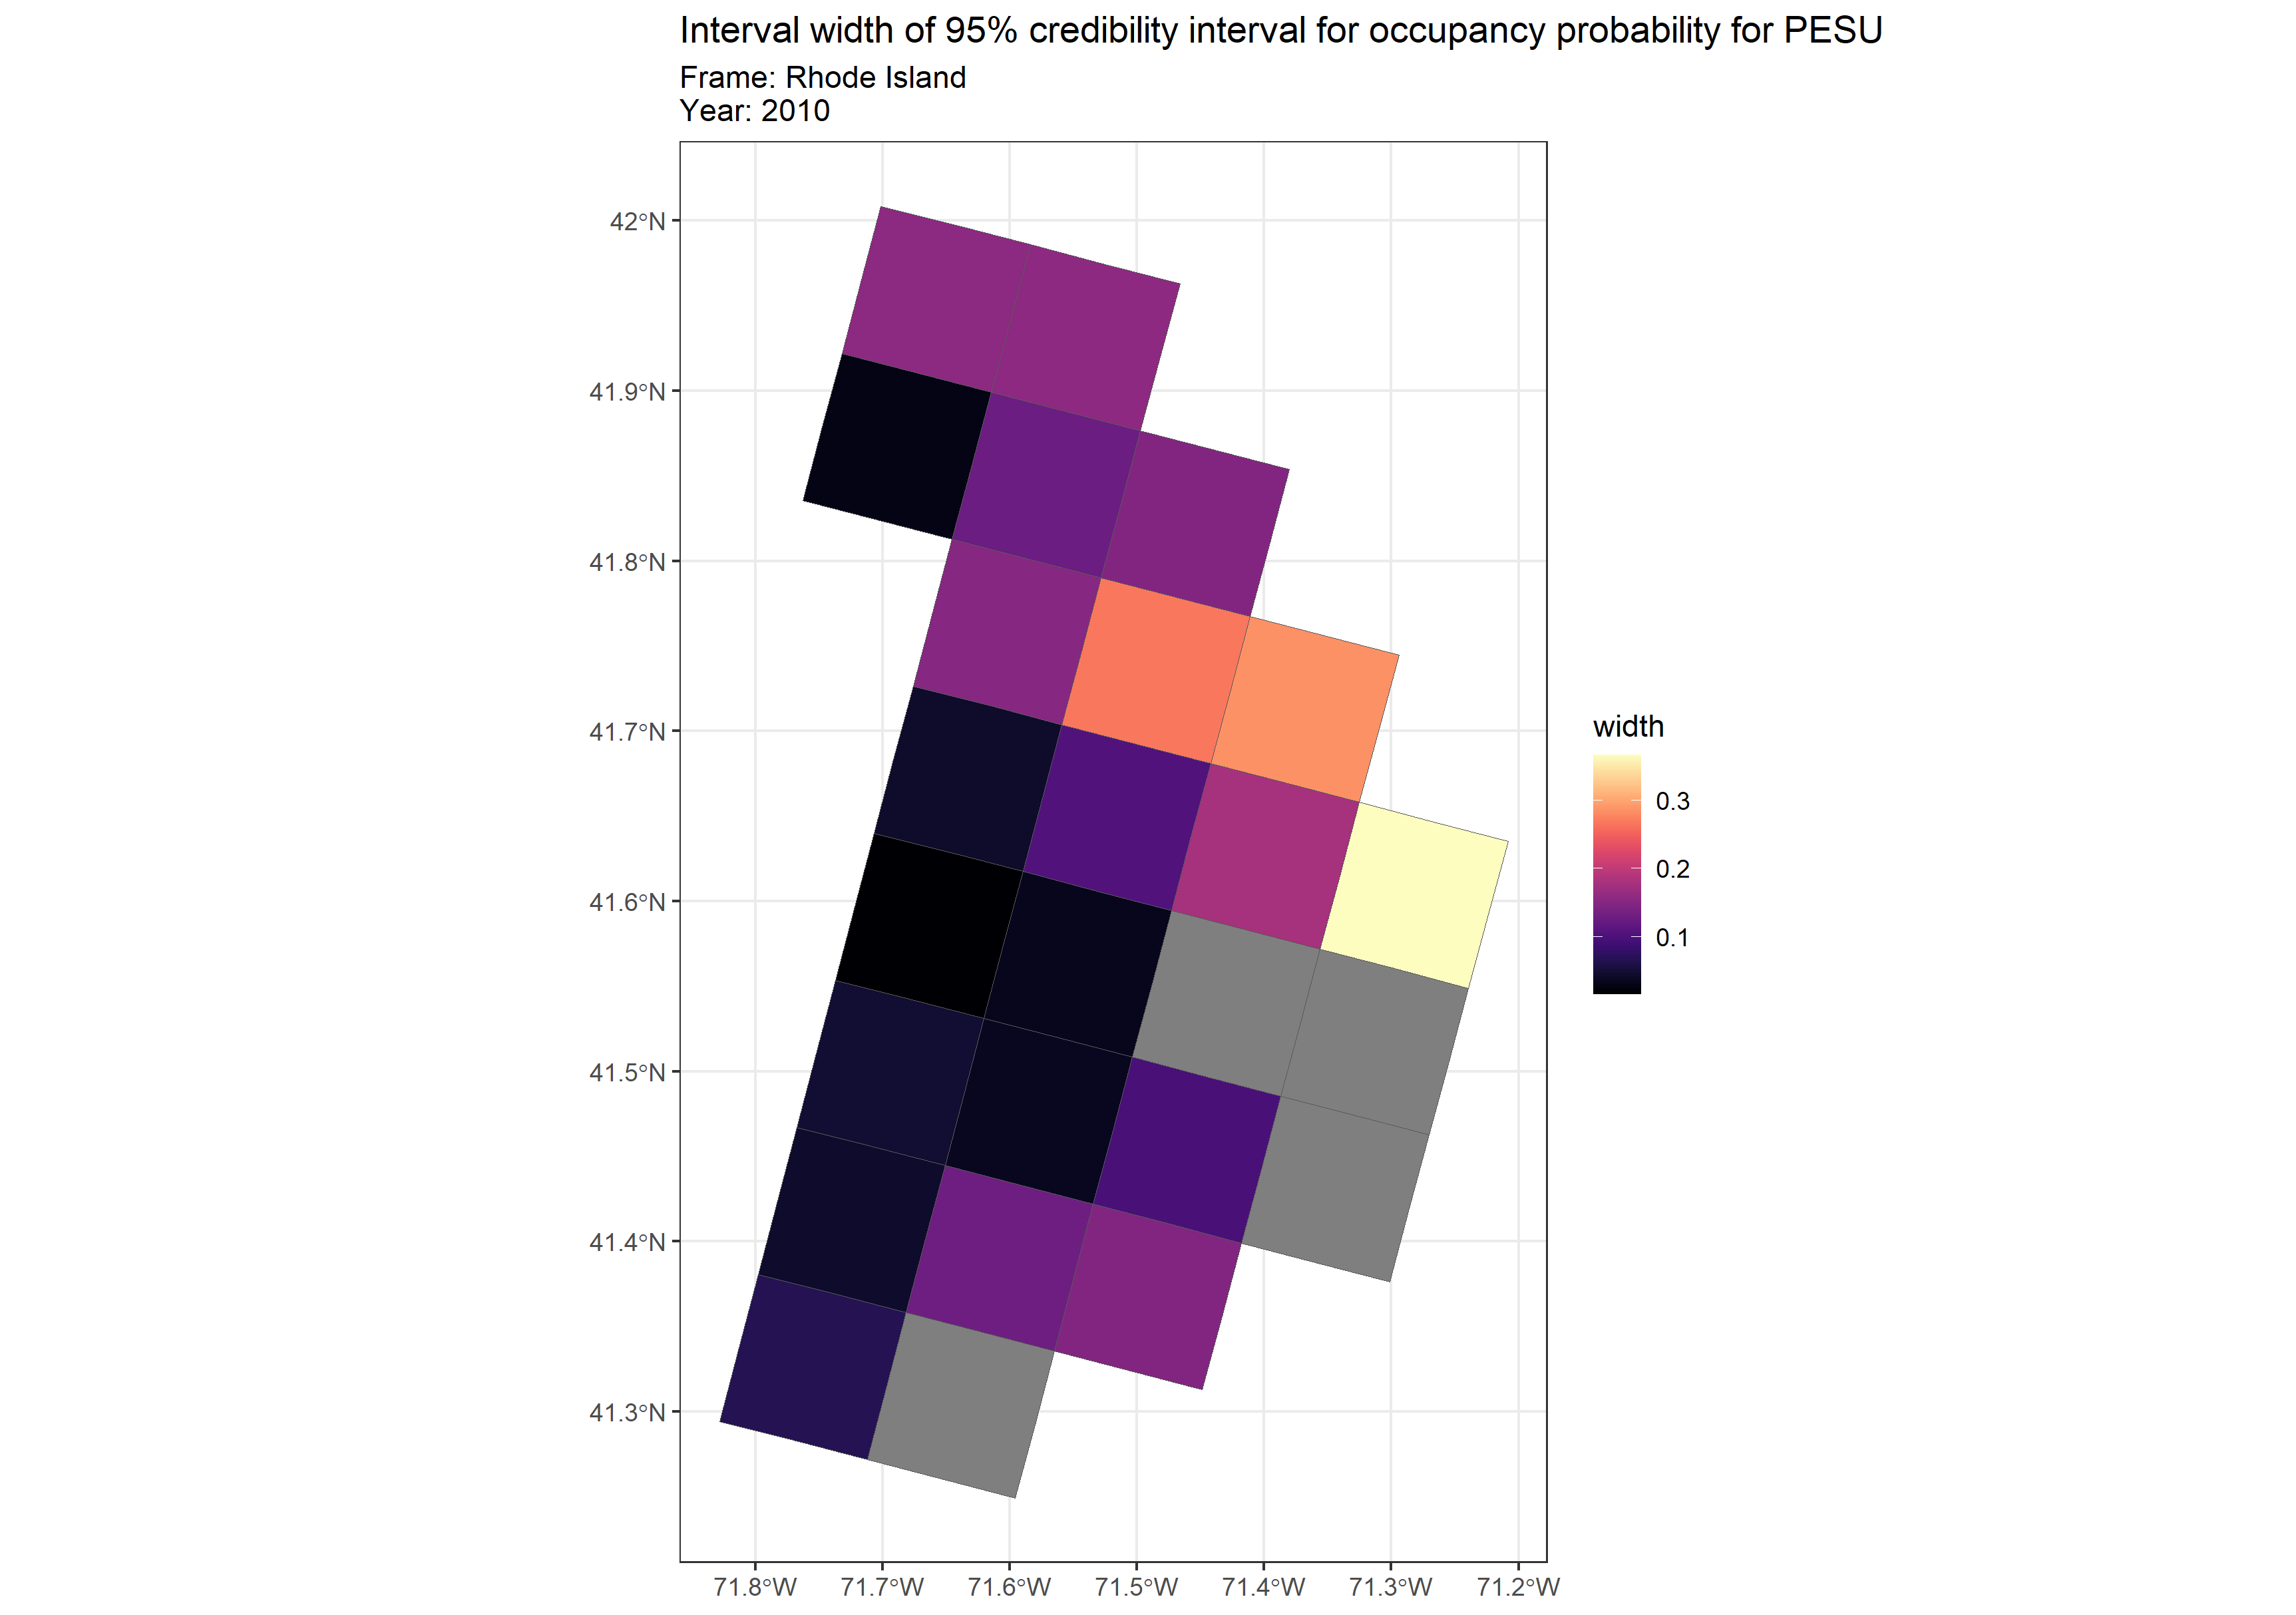 Interval width of 95% credibility interval for occupancy probability for PESU
Frame: Rhode Island
Year: 2010
42°N
41.9°N
41.8°N
41.7°N
41.6°N
41.5°N
41.4°N
41.3°N
71.8°W 71.7°W 71.6°W 71.5°W 71.4°W 71.3°W 71.2°W
width
0.3
0.2
0.1